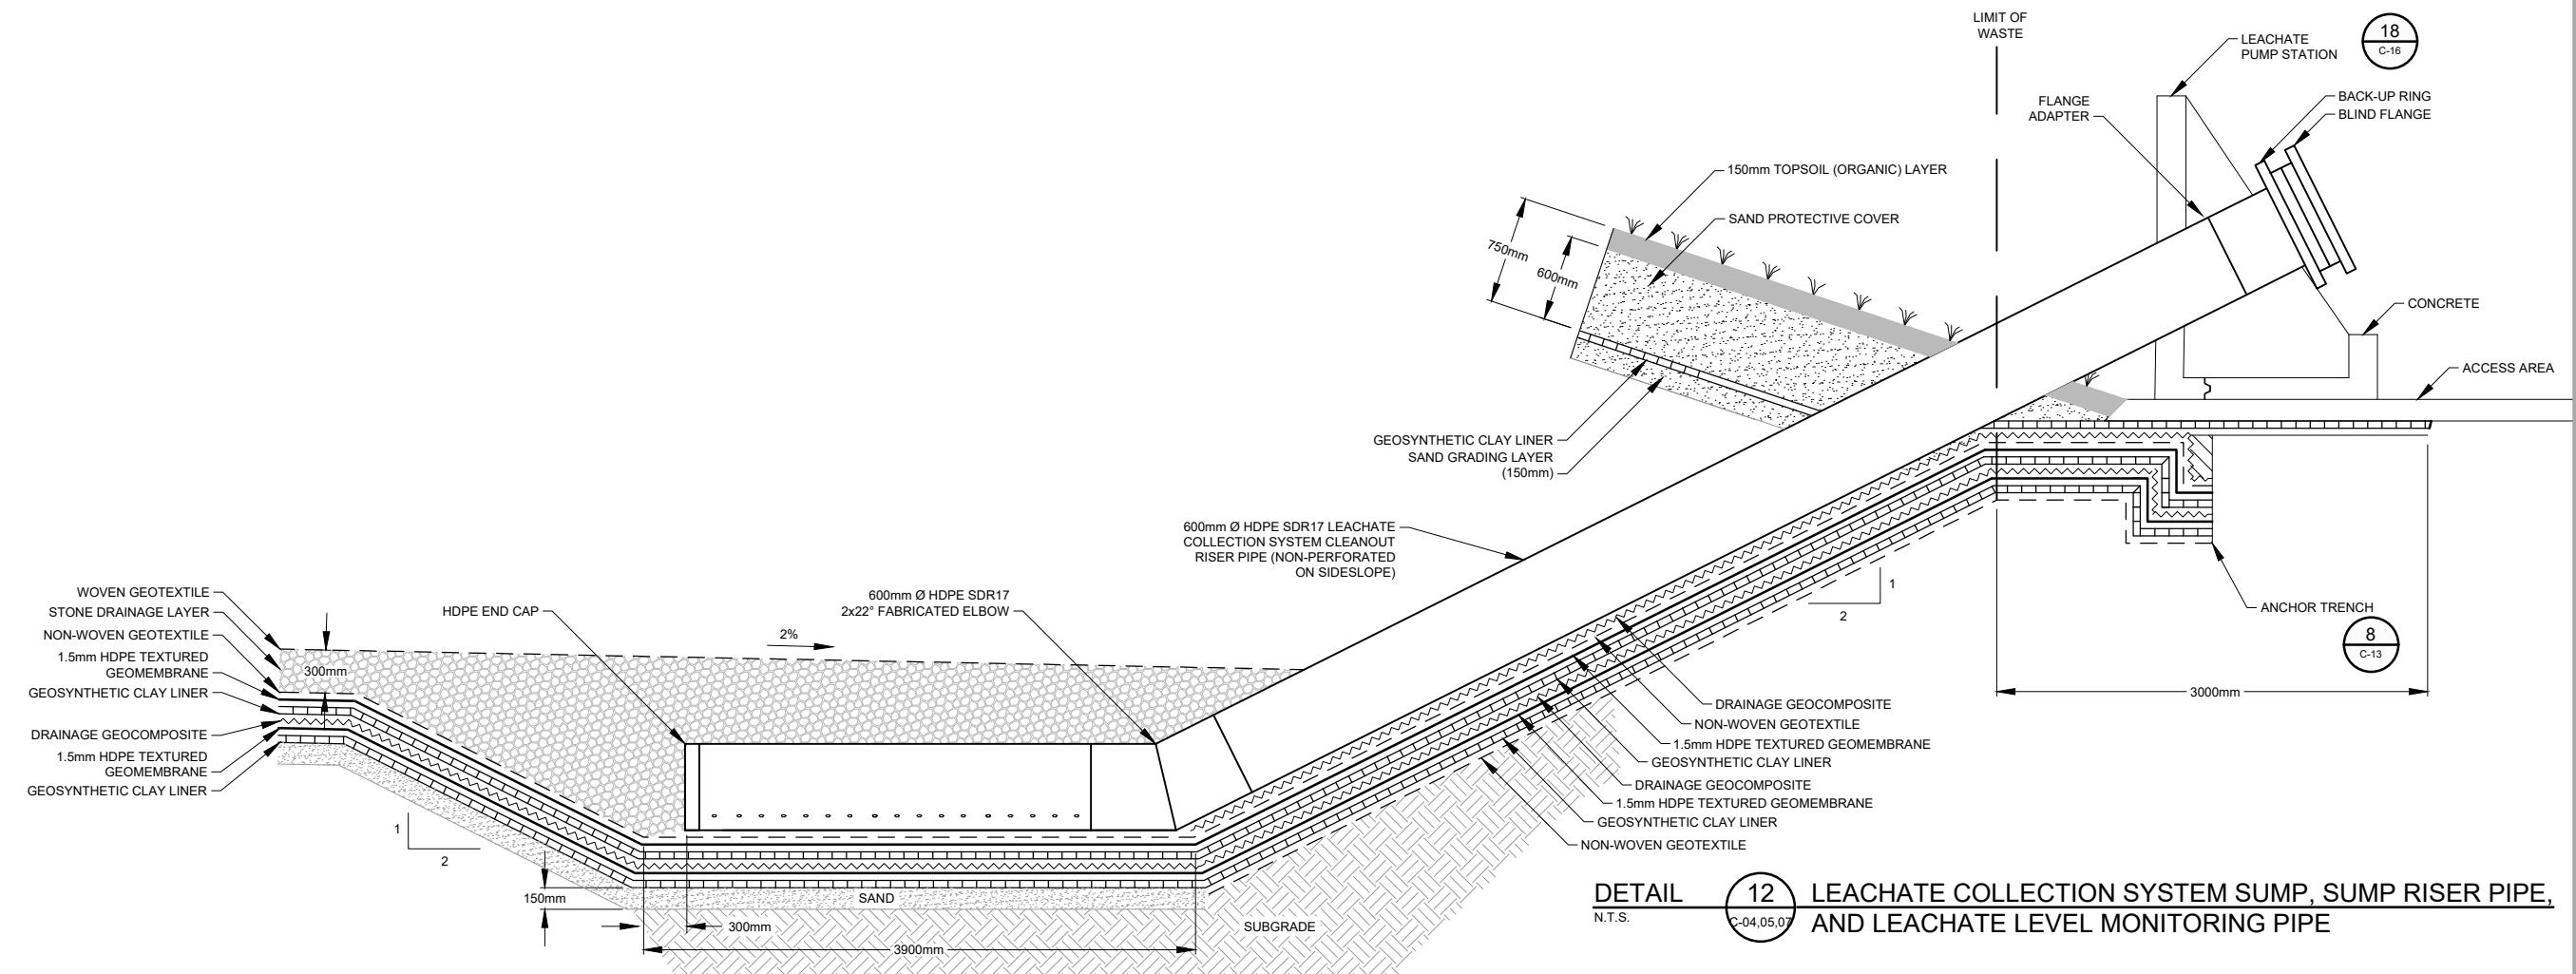 LIMIT OF
WASTE
LEACHATE
PUMP STATION
18
C-16
FLANGE
ADAPTER
BACK-UP RING
BLIND FLANGE
150mm TOPSOIL (ORGANIC) LAYER
SAND PROTECTIVE COVER
750mm
600mm
CONCRETE
ACCESS AREA
GEOSYNTHETIC CLAY LINER
SAND GRADING LAYER
(150mm)
600mm Ø HDPE SDR17 LEACHATE
COLLECTION SYSTEM CLEANOUT
RISER PIPE (NON-PERFORATED
ON SIDESLOPE)
1
2
ANCHOR TRENCH
8
C-13
3000mm
WOVEN GEOTEXTILE
STONE DRAINAGE LAYER
NON-WOVEN GEOTEXTILE
1.5mm HDPE TEXTURED
GEOMEMBRANE
GEOSYNTHETIC CLAY LINER
DRAINAGE GEOCOMPOSITE
1.5mm HDPE TEXTURED
GEOMEMBRANE
GEOSYNTHETIC CLAY LINER
300mm
HDPE END CAP
600mm Ø HDPE SDR17
2x22° FABRICATED ELBOW
2%
1
2
DRAINAGE GEOCOMPOSITE
NON-WOVEN GEOTEXTILE
1.5mm HDPE TEXTURED GEOMEMBRANE
GEOSYNTHETIC CLAY LINER
DRAINAGE GEOCOMPOSITE
1.5mm HDPE TEXTURED GEOMEMBRANE
GEOSYNTHETIC CLAY LINER
NON-WOVEN GEOTEXTILE
150mm
SAND
300mm
3900mm
SUBGRADE
DETAIL
N.T.S.
12
C-04,05,07
LEACHATE COLLECTION SYSTEM SUMP, SUMP RISER PIPE,
AND LEACHATE LEVEL MONITORING PIPE